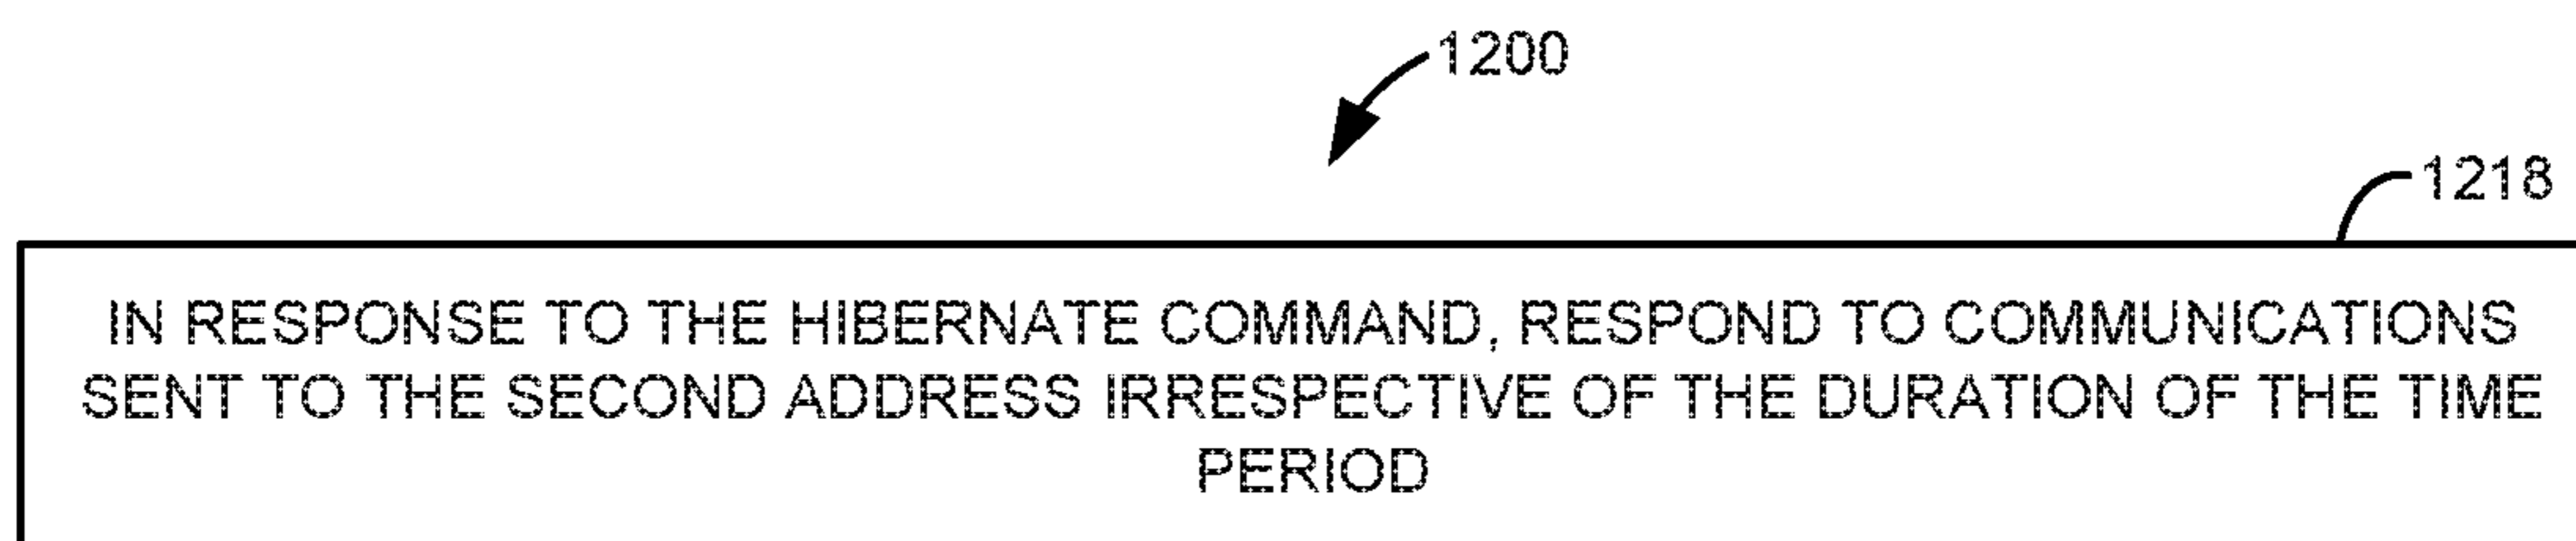 1200
1218
IN RESPONSE TO THE HIBERNATE COMMAND, RESPOND TO COMMUNICATIONS
SENT TO THE SECOND ADDRESS IRRESPECTIVE OF THE DURATION OF THE TIME
PERIOD